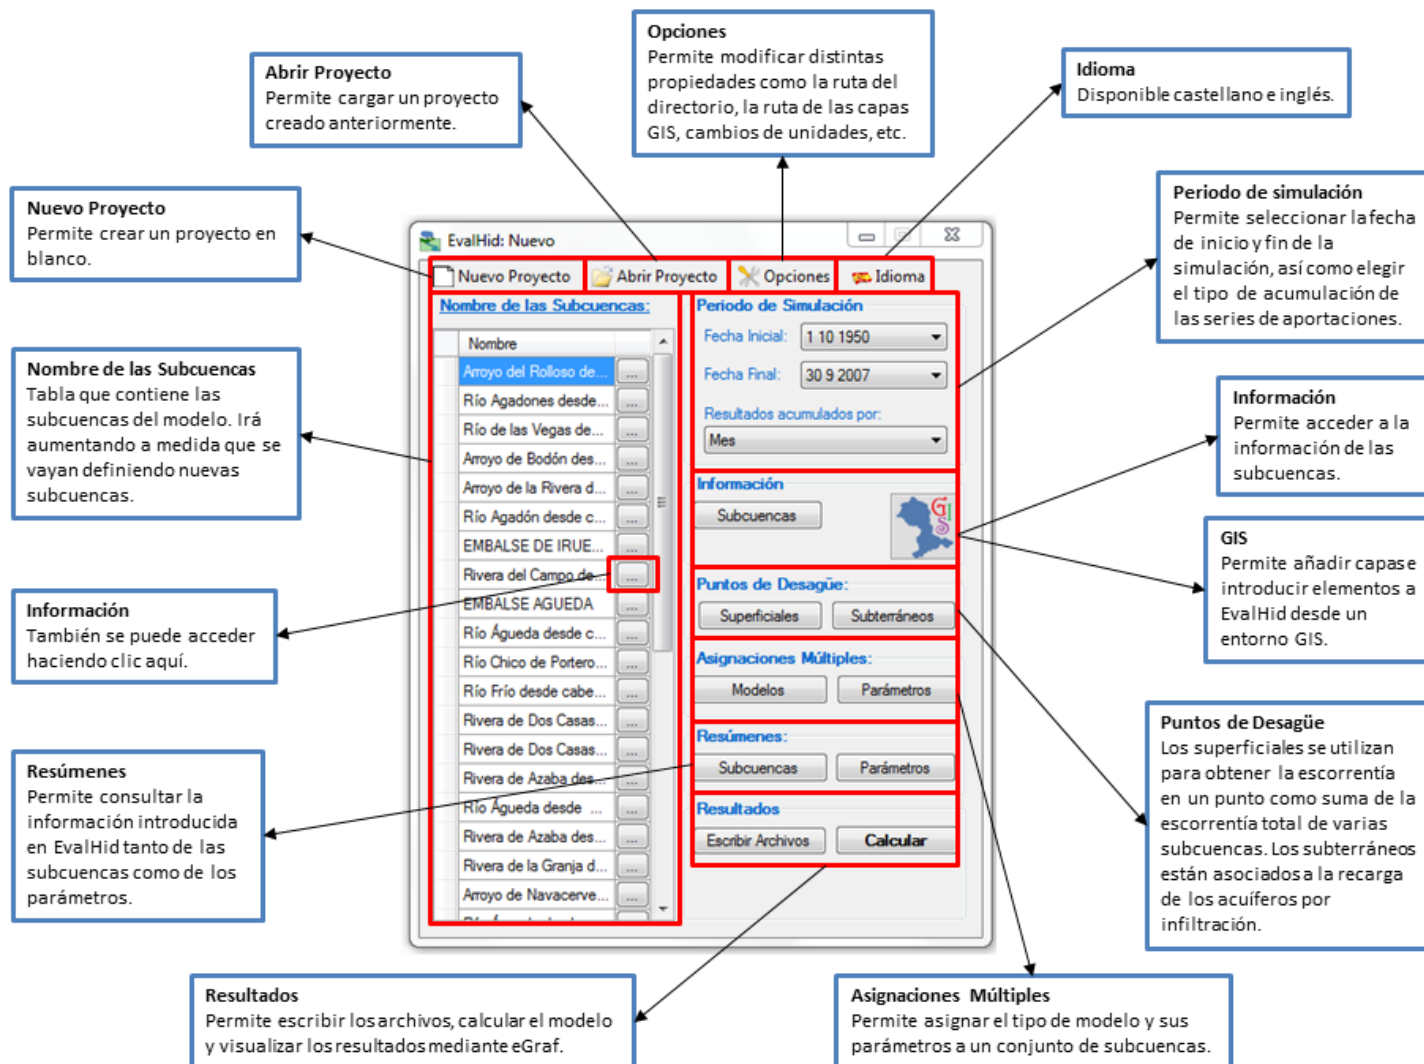 Opciones
Permite modificar distintas
propiedades como la ruta del
directorio, la ruta de las capas
GIS, cambios de unidades, etc.
Abrir Proyecto
Permite cargar un proyecto
creado anteriormente.
Idioma
Disponible castellano e inglés.
Nuevo Proyecto
Permite crear un proyecto en
blanco.
Periodo de simulación
Permite seleccionar la fecha
de inicio y fin de la
simulación, así como elegir
el tipo de acumulación de
las series de aportaciones.
Nombre de las Subcuencas
Tabla que contiene las
subcuencas del modelo. Irá
aumentando a medida que se
vayan definiendo nuevas
subcuencas.
Información
También se puede acceder
haciendo clic aquí.
Resúmenes
Permite consultar la
información introducida
en EvalHid tanto de las
subcuencas como de los
parámetros.
EvalHid: Nuevo
Nuevo Proyecto
Abrir Proyecto
Opciones
Idioma
Nombre de las Subcuencas:
Nombre
Arroyo del Rolloso de... ...
Río Agadones desde... ...
Río de las Vegas de... ...
Arroyo de Bodón des... ...
Arroyo de la Rivera d... ...
Río Agadón desde c... ...
EMBALSE DE IRUE... ...
Rivera del Campo de... ...
EMBALSE AGUEDA ...
Río Águeda desde c... ...
Río Chico de Portero... ...
Río Frío desde cabe... ...
Rivera de Dos Casas... ...
Rivera de Dos Casas... ...
Rivera de Azaba des... ...
Río Águeda desde ... ...
Rivera de Azaba des... ...
Rivera de la Granja d... ...
Arroyo de Navacerve... ...
Periodo de Simulación
Fecha Inicial: 1 10 1950
Fecha Final: 30 9 2007
Resultados acumulados por:
Mes
Información
Subcuencas
GIS
Puntos de Desagüe:
Superficiales
Subterráneos
Asignaciones Múltiples:
Modelos
Parámetros
Resúmenes:
Subcuencas
Parámetros
Resultados
Escribir Archivos
Calcular
Información
Permite acceder a la
información de las
subcuencas.
GIS
Permite añadir capas e
introducir elementos a
EvalHid desde un
entorno GIS.
Puntos de Desagüe
Los superficiales se utilizan
para obtener la escorrentía
en un punto como suma de la
escorrentía total de varias
subcuencas. Los subterráneos
están asociados a la recarga
de los acuíferos por
infiltración.
Resultados
Permite escribir los archivos, calcular el modelo
y visualizar los resultados mediante eGraf.
Asignaciones Múltiples
Permite asignar el tipo de modelo y sus
parámetros a un conjunto de subcuencas.